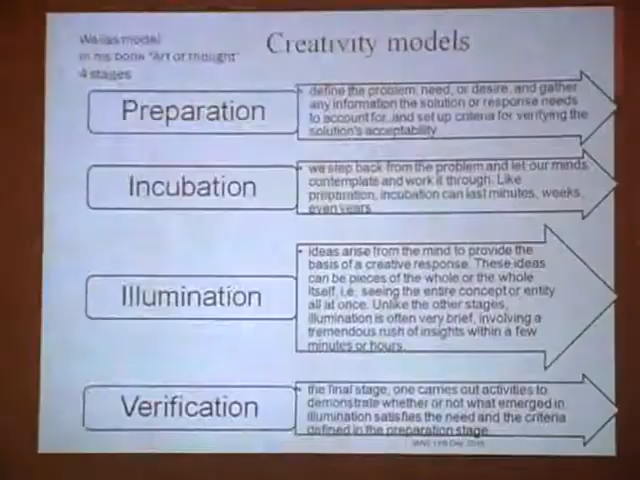 Wallas model
in his book "Art of thought"
4 stages
Creativity models
Preparation
• define the problem, need, or desire, and gather
any information the solution or response needs
to account for, and set up criteria for verifying the
solution's acceptability
Incubation
• we step back from the problem and let our minds
contemplate and work it through. Like
preparation, incubation can last minutes, weeks,
even years
Illumination
• ideas arise from the mind to provide the
basis of a creative response. These ideas
can be pieces of the whole or the whole
itself, i.e. seeing the entire concept or entity
all at once. Unlike the other stages,
illumination is often very brief, involving a
tremendous rush of insights within a few
minutes or hours.
Verification
• the final stage, one carries out activities to
demonstrate whether or not what emerged in
illumination satisfies the need and the criteria
defined in the preparation stage